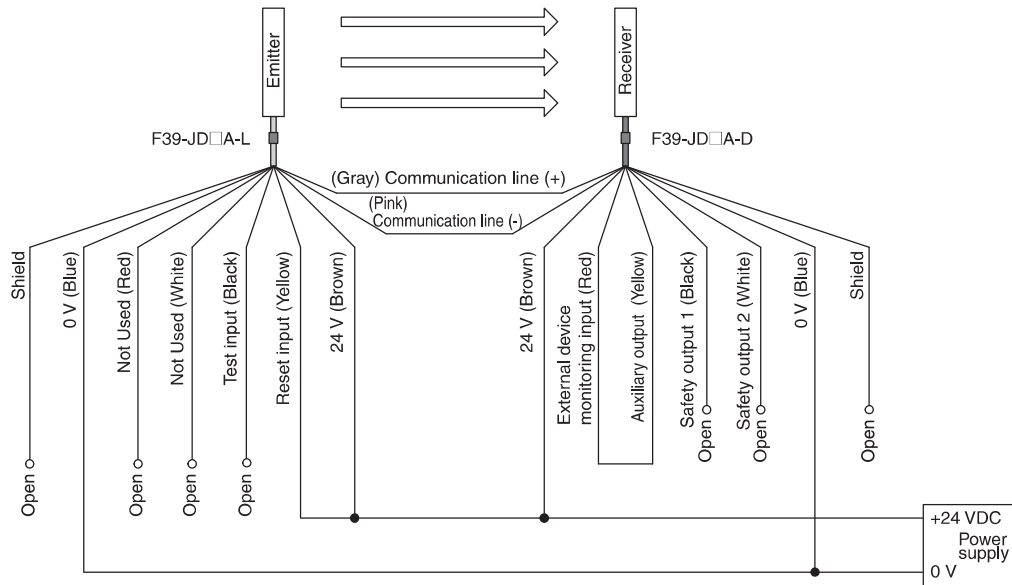 Emitter
Receiver
F39-JD□A-L
F39-JD□A-D
(Gray) Communication line (+)
(Pink)
Communication line (-)
Shield
0 V (Blue)
Not Used (Red)
Not Used (White)
Test input (Black)
Reset input (Yellow)
24 V (Brown)
24 V (Brown)
External device
monitoring input (Red)
Auxiliary output (Yellow)
Safety output 1 (Black)
Safety output 2 (White)
0 V (Blue)
Shield
Open
Open
Open
Open
Open
Open
Open
+24 VDC
Power
supply
0 V